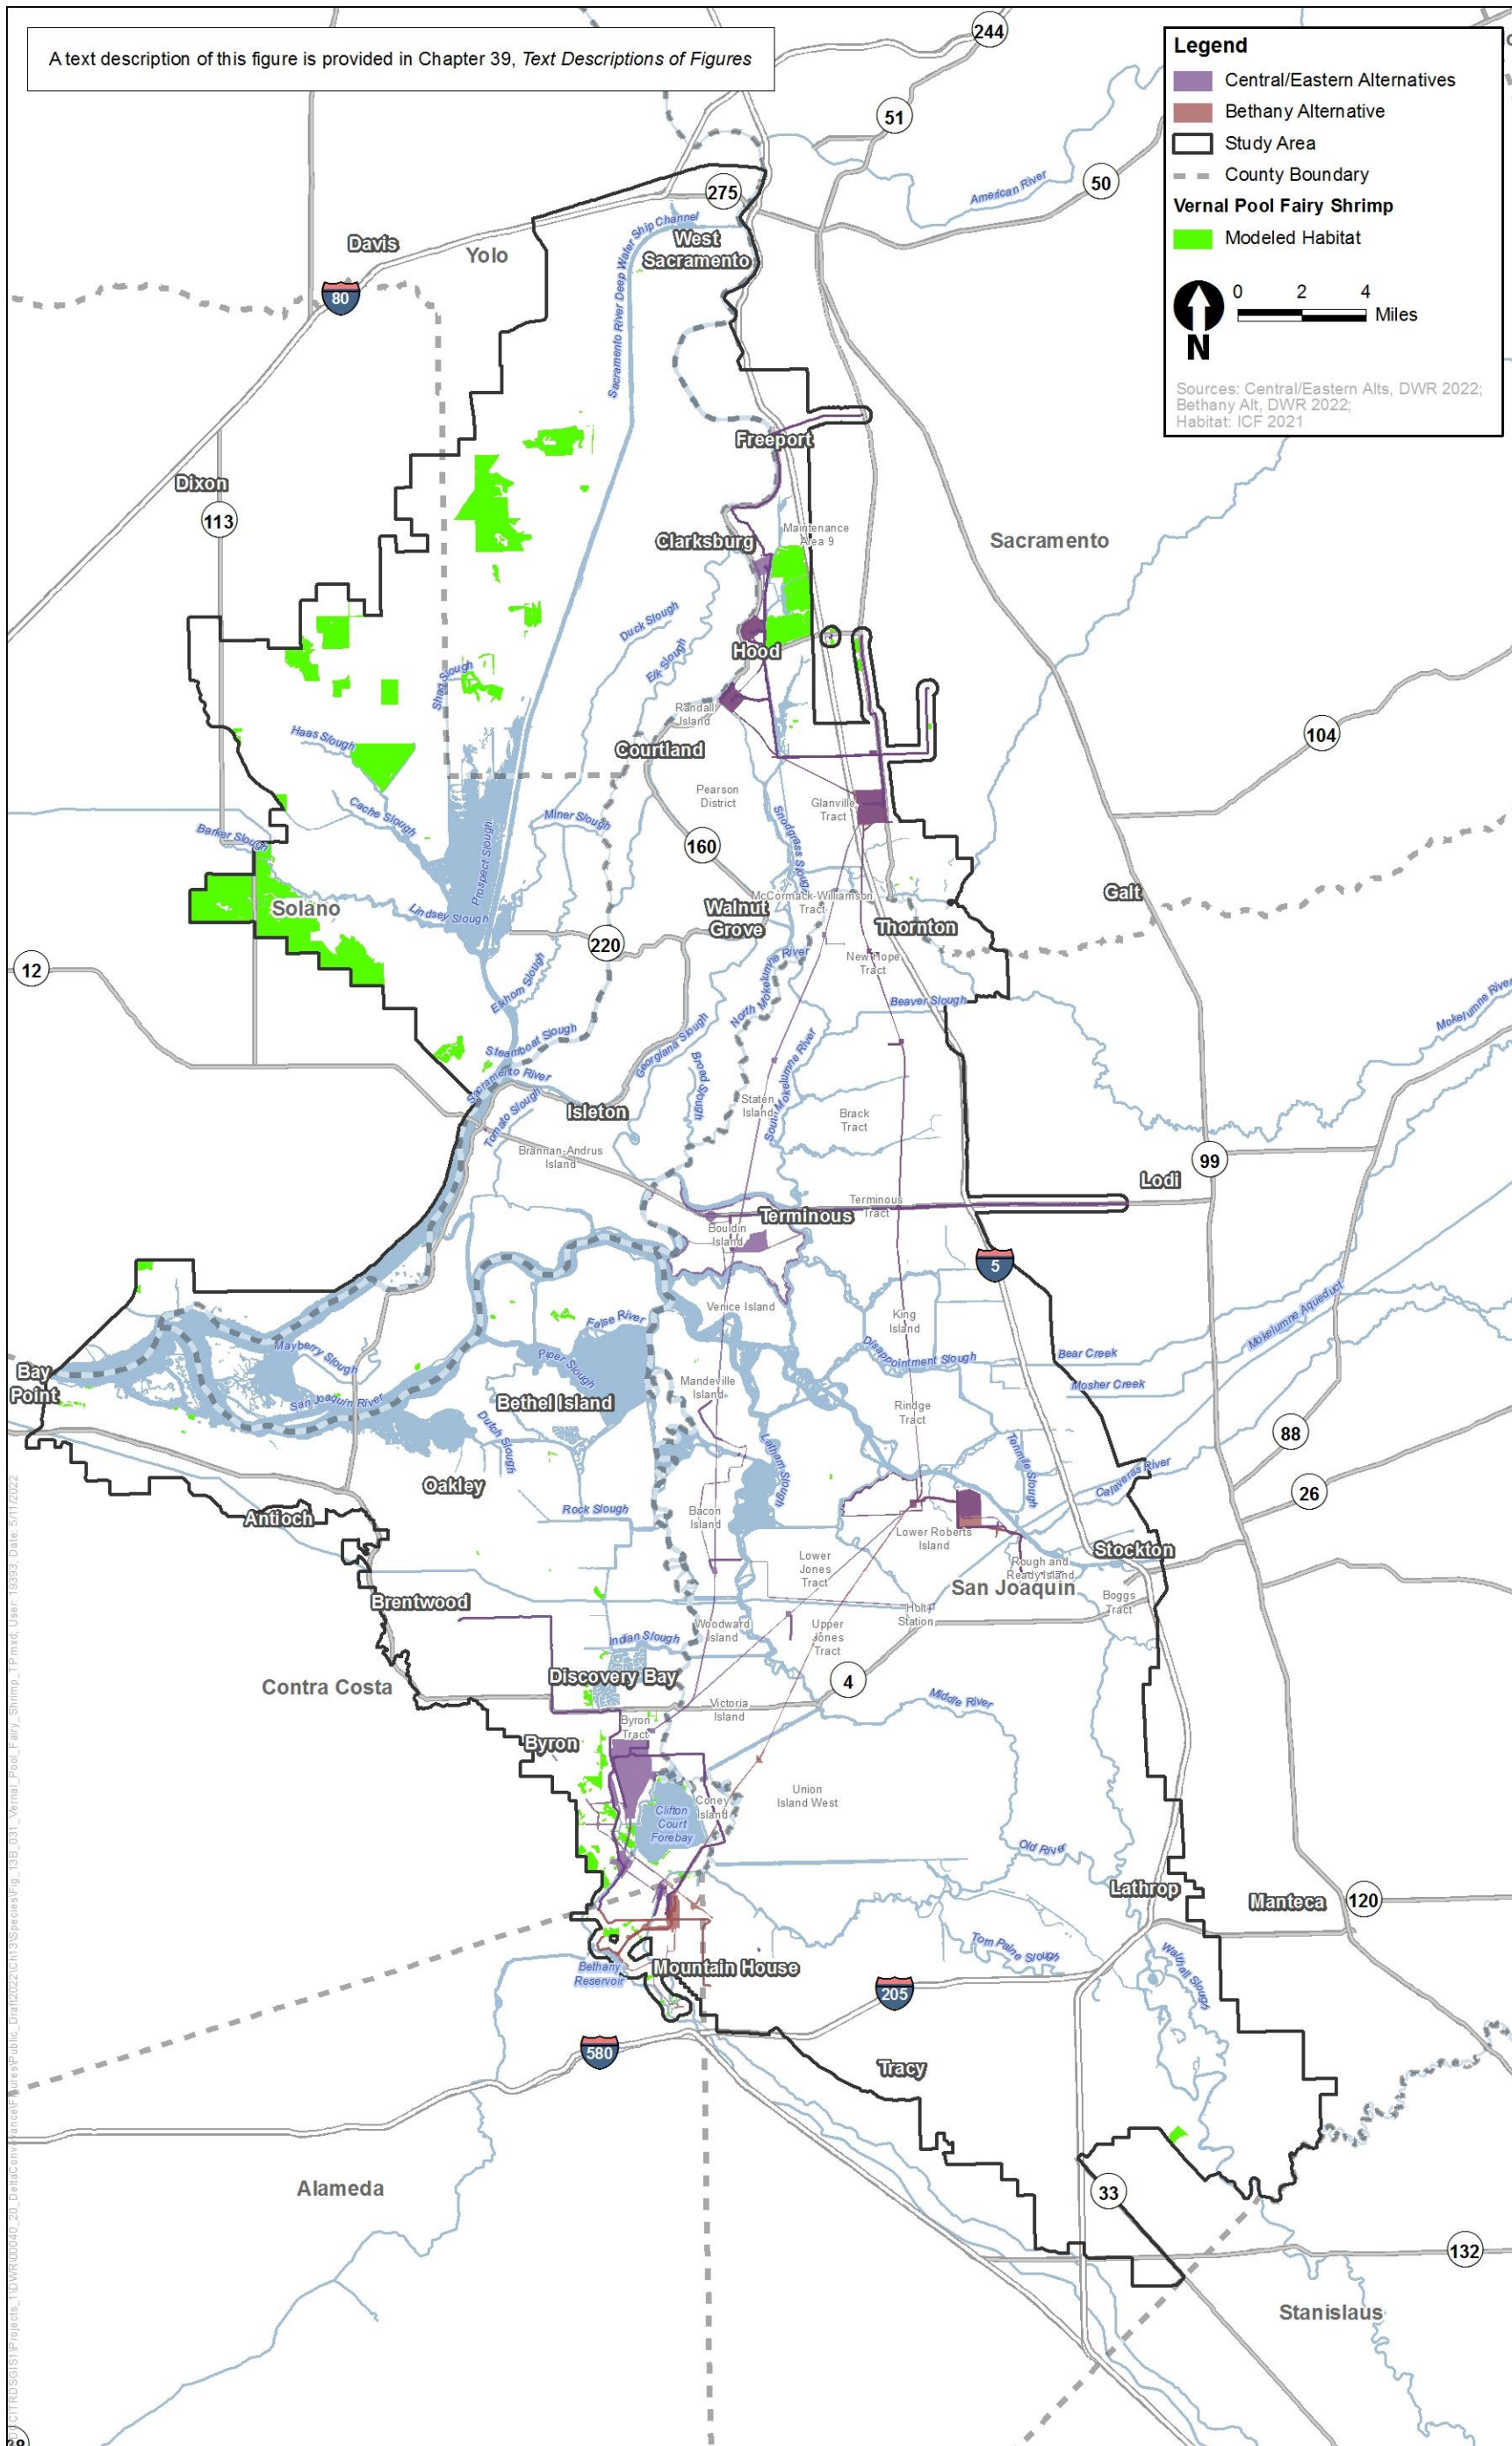 A text description of this figure is provided in Chapter 39, Text Descriptions of Figures
Legend
Central/Eastern Alternatives
Bethany Alternative
Study Area
County Boundary
Vernal Pool Fairy Shrimp
Modeled Habitat
0 2 4
Miles
N
Sources: Central/Eastern Alts, DWR 2022;
Bethany Alt, DWR 2022;
Habitat: ICF 2021
244
51
50
American River
275
Sacramento River Deep Water Ship Channel
West
Sacramento
Davis
Yolo
80
Freeport
Dixon
113
Clarksburg
Maintenance
Area 9
Sacramento
Duck Slough
Elk Slough
Hood
Shag Slough
Randall
Island
Haas Slough
Courtland
104
Pearson
District
Glanville
Tract
Cache Slough
Miner Slough
Snodgrass Slough
Barker Slough
Prospect Slough
160
Solano
Lindsey Slough
McCormack-Williamson
Tract
Galt
Walnut
Grove
Thornton
220
12
New Hope
Tract
Elkhorn Slough
North Mokelumne River
Beaver Slough
Mokelumne River
Steamboat Slough
Georgiana Slough
Sacramento River
Broad Slough
South Mokelumne River
Tomato Slough
Isleton
Staten
Island
Brack
Tract
Brannan-Andrus
Island
99
Lodi
Terminous
Terminous
Tract
Bouldin
Island
5
Venice Island
King
Island
False River
Mokelumne Aqueduct
Mayberry Slough
Piper Slough
Disappointment Slough
Bear Creek
Mosher Creek
Bay
Point
San Joaquin River
Mandeville
Island
Bethel Island
Rindge
Tract
Dutch Slough
88
Latham Slough
Tenmile Slough
Calaveras River
Oakley
26
Antioch
Rock Slough
Bacon
Island
Lower Roberts
Island
Stockton
Lower
Jones
Tract
Rough and
Ready Island
San Joaquin
Boggs
Tract
Brentwood
Holt
Station
Woodward
Island
Upper
Jones
Tract
Indian Slough
Discovery Bay
Contra Costa
4
Victoria
Island
Middle River
Byron
Tract
Byron
Union
Island West
Coney
Island
Clifton
Court
Forebay
Old River
Lathrop
Manteca
120
Tom Paine Slough
Walthall Slough
Bethany
Reservoir
Mountain House
205
580
Tracy
Alameda
33
132
Stanislaus